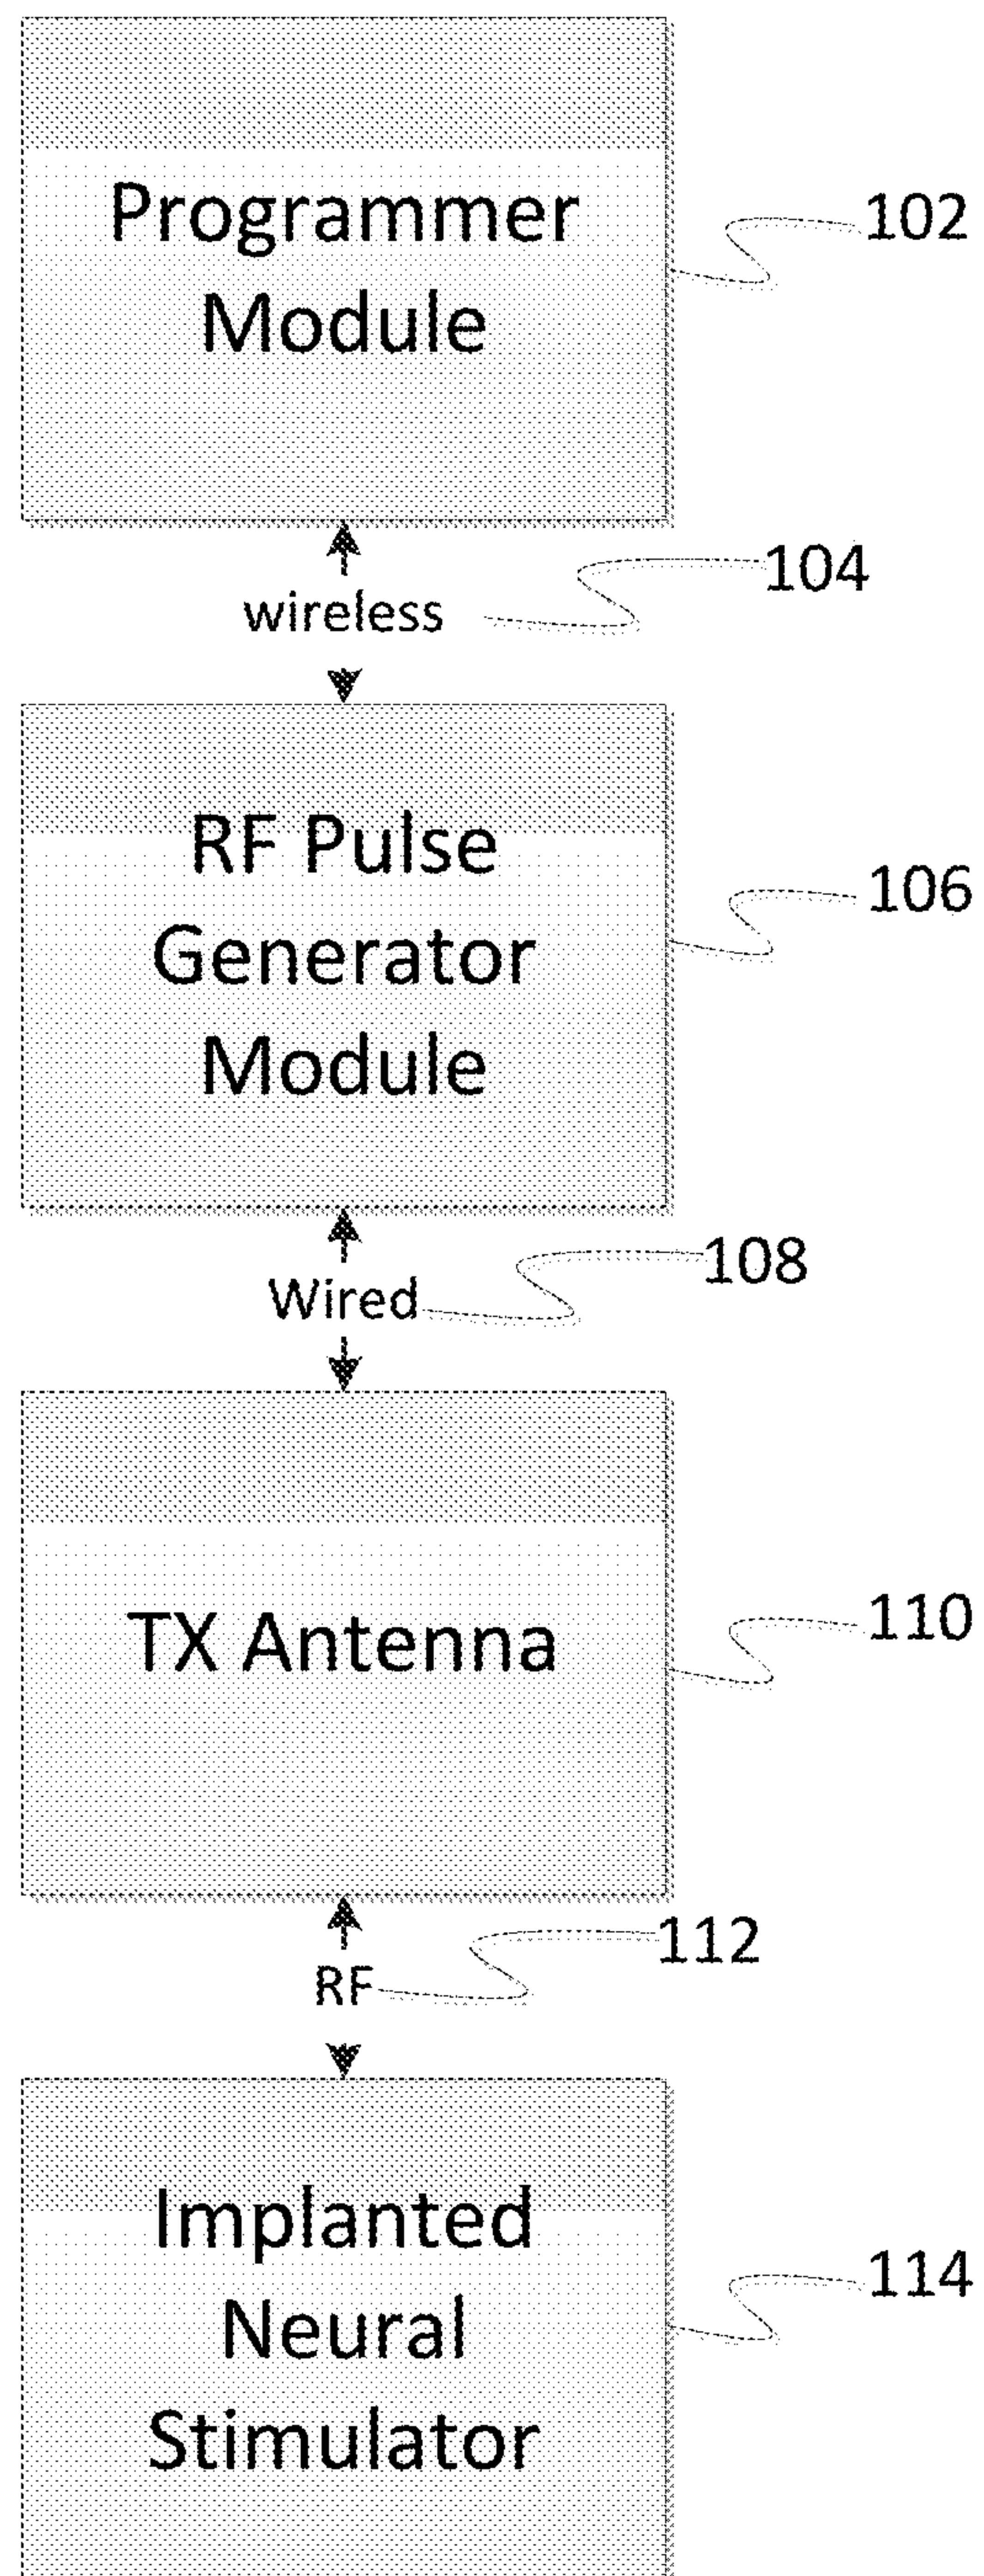 Programmer
Module
102
wireless
104
RF Pulse
Generator
Module
106
Wired
108
TX Antenna
110
RF
112
Implanted
Neural
Stimulator
114